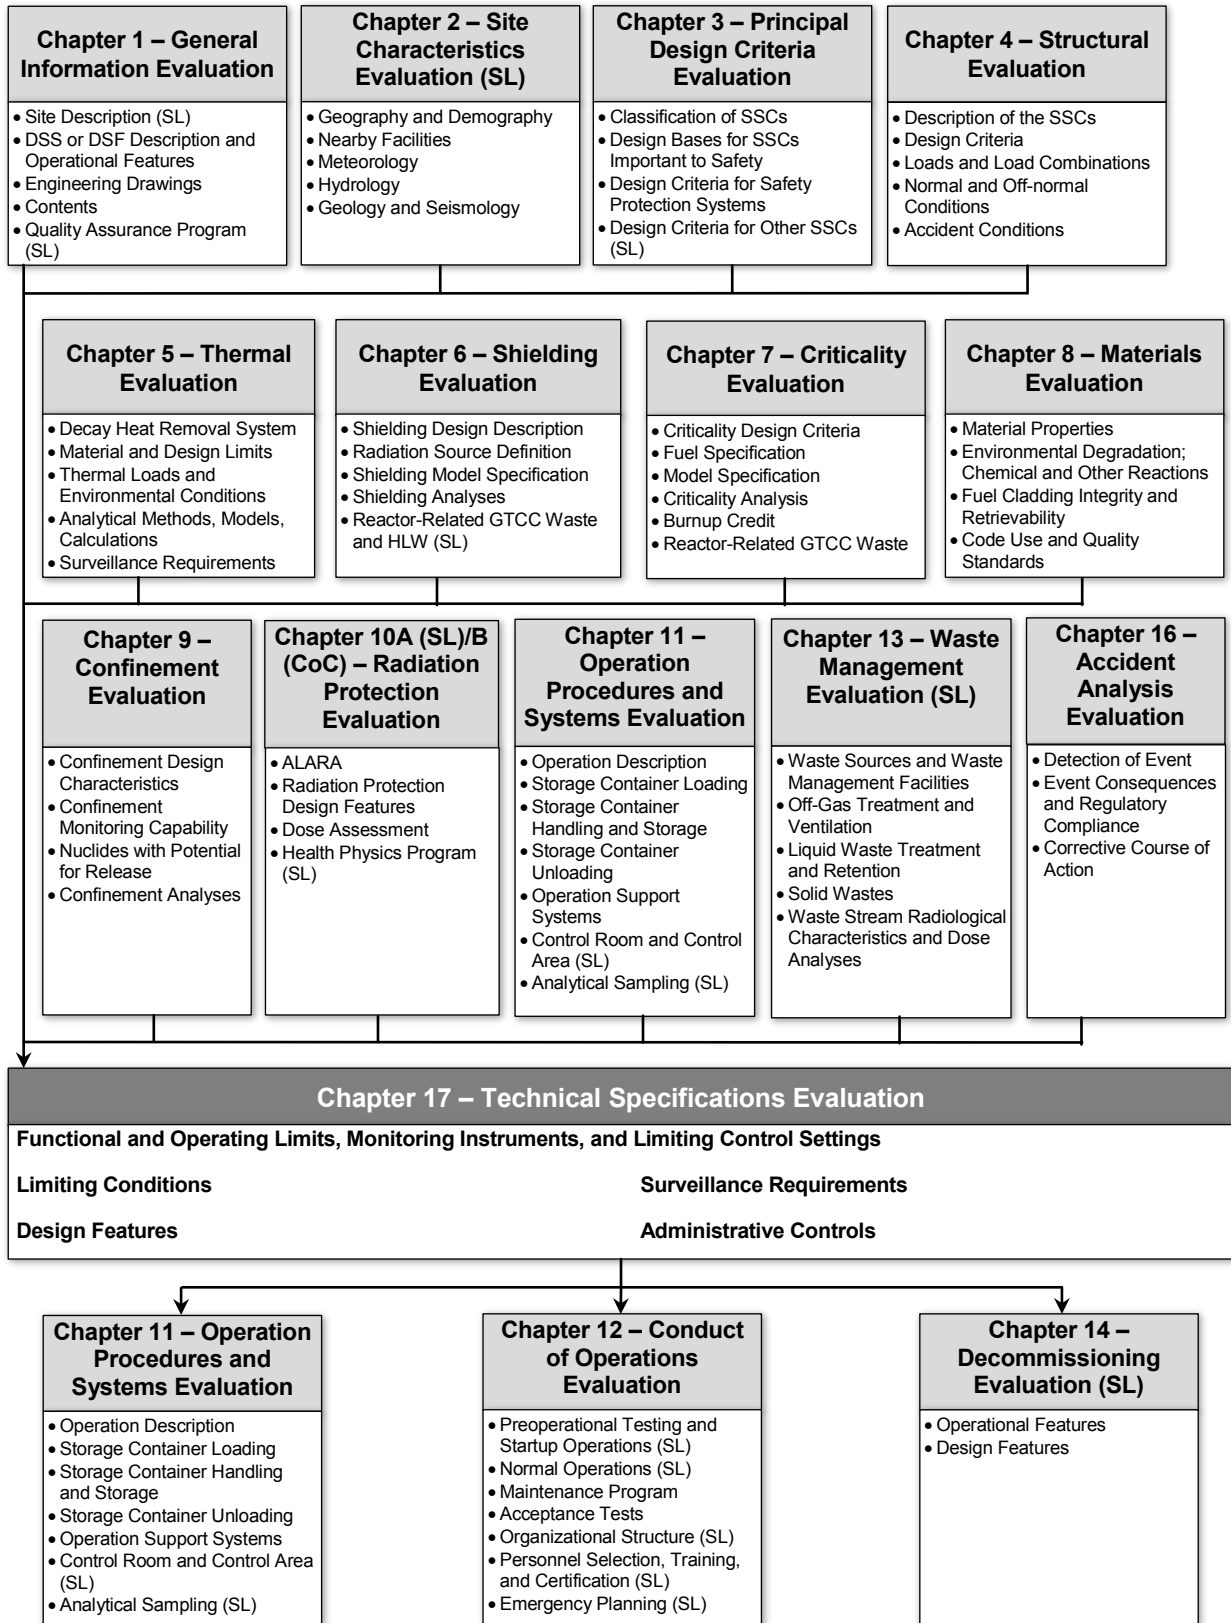 Chapter 1 – General
Information Evaluation
• Site Description (SL)
• DSS or DSF Description and
Operational Features
• Engineering Drawings
• Contents
• Quality Assurance Program
(SL)
Chapter 2 – Site
Characteristics
Evaluation (SL)
• Geography and Demography
• Nearby Facilities
• Meteorology
• Hydrology
• Geology and Seismology
Chapter 3 – Principal
Design Criteria
Evaluation
• Classification of SSCs
• Design Bases for SSCs
Important to Safety
• Design Criteria for Safety
Protection Systems
• Design Criteria for Other SSCs
(SL)
Chapter 4 – Structural
Evaluation
• Description of the SSCs
• Design Criteria
• Loads and Load Combinations
• Normal and Off-normal
Conditions
• Accident Conditions
Chapter 5 – Thermal
Evaluation
• Decay Heat Removal System
• Material and Design Limits
• Thermal Loads and
Environmental Conditions
• Analytical Methods, Models,
Calculations
• Surveillance Requirements
Chapter 6 – Shielding
Evaluation
• Shielding Design Description
• Radiation Source Definition
• Shielding Model Specification
• Shielding Analyses
• Reactor-Related GTCC Waste
and HLW (SL)
Chapter 7 – Criticality
Evaluation
• Criticality Design Criteria
• Fuel Specification
• Model Specification
• Criticality Analysis
• Burnup Credit
• Reactor-Related GTCC Waste
Chapter 8 – Materials
Evaluation
• Material Properties
• Environmental Degradation;
Chemical and Other Reactions
• Fuel Cladding Integrity and
Retrievability
• Code Use and Quality
Standards
Chapter 9 –
Confinement
Evaluation
• Confinement Design
Characteristics
• Confinement
Monitoring Capability
• Nuclides with Potential
for Release
• Confinement Analyses
Chapter 10A (SL)/B
(CoC) – Radiation
Protection
Evaluation
• ALARA
• Radiation Protection
Design Features
• Dose Assessment
• Health Physics Program
(SL)
Chapter 11 –
Operation
Procedures and
Systems Evaluation
• Operation Description
• Storage Container Loading
• Storage Container
Handling and Storage
• Storage Container
Unloading
• Operation Support
Systems
• Control Room and Control
Area (SL)
• Analytical Sampling (SL)
Chapter 13 – Waste
Management
Evaluation (SL)
• Waste Sources and Waste
Management Facilities
• Off-Gas Treatment and
Ventilation
• Liquid Waste Treatment
and Retention
• Solid Wastes
• Waste Stream Radiological
Characteristics and Dose
Analyses
Chapter 16 –
Accident
Analysis
Evaluation
• Detection of Event
• Event Consequences
and Regulatory
Compliance
• Corrective Course of
Action
Chapter 17 – Technical Specifications Evaluation
Functional and Operating Limits, Monitoring Instruments, and Limiting Control Settings
Limiting Conditions
Surveillance Requirements
Design Features
Administrative Controls
Chapter 11 – Operation
Procedures and
Systems Evaluation
• Operation Description
• Storage Container Loading
• Storage Container Handling
and Storage
• Storage Container Unloading
• Operation Support Systems
• Control Room and Control Area
(SL)
• Analytical Sampling (SL)
Chapter 12 – Conduct
of Operations
Evaluation
• Preoperational Testing and
Startup Operations (SL)
• Normal Operations (SL)
• Maintenance Program
• Acceptance Tests
• Organizational Structure (SL)
• Personnel Selection, Training,
and Certification (SL)
• Emergency Planning (SL)
Chapter 14 –
Decommissioning
Evaluation (SL)
• Operational Features
• Design Features